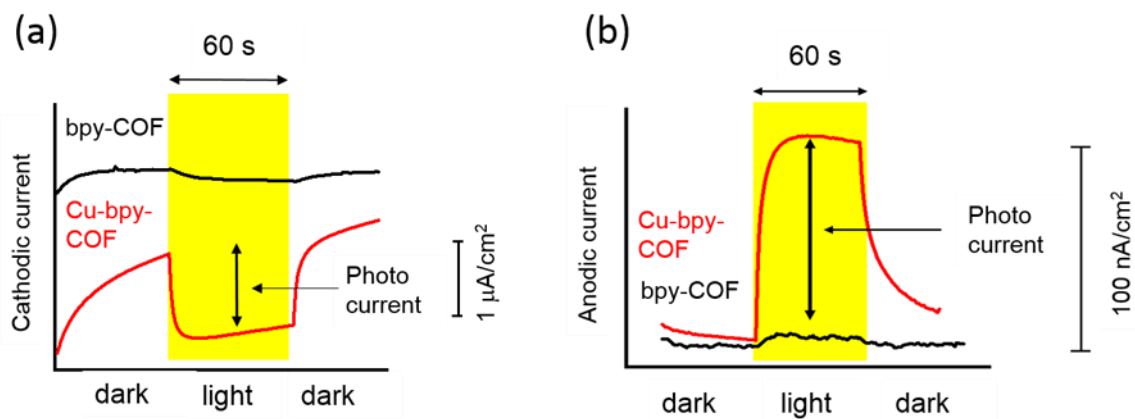 (a)
60 s
bpy-COF
Cu-bpy-
COF
Cathodic current
Photo
current
1 μA/cm²
dark
light
dark
(b)
60 s
Cu-bpy-
COF
bpy-COF
Anodic current
Photo
current
100 nA/cm²
dark
light
dark